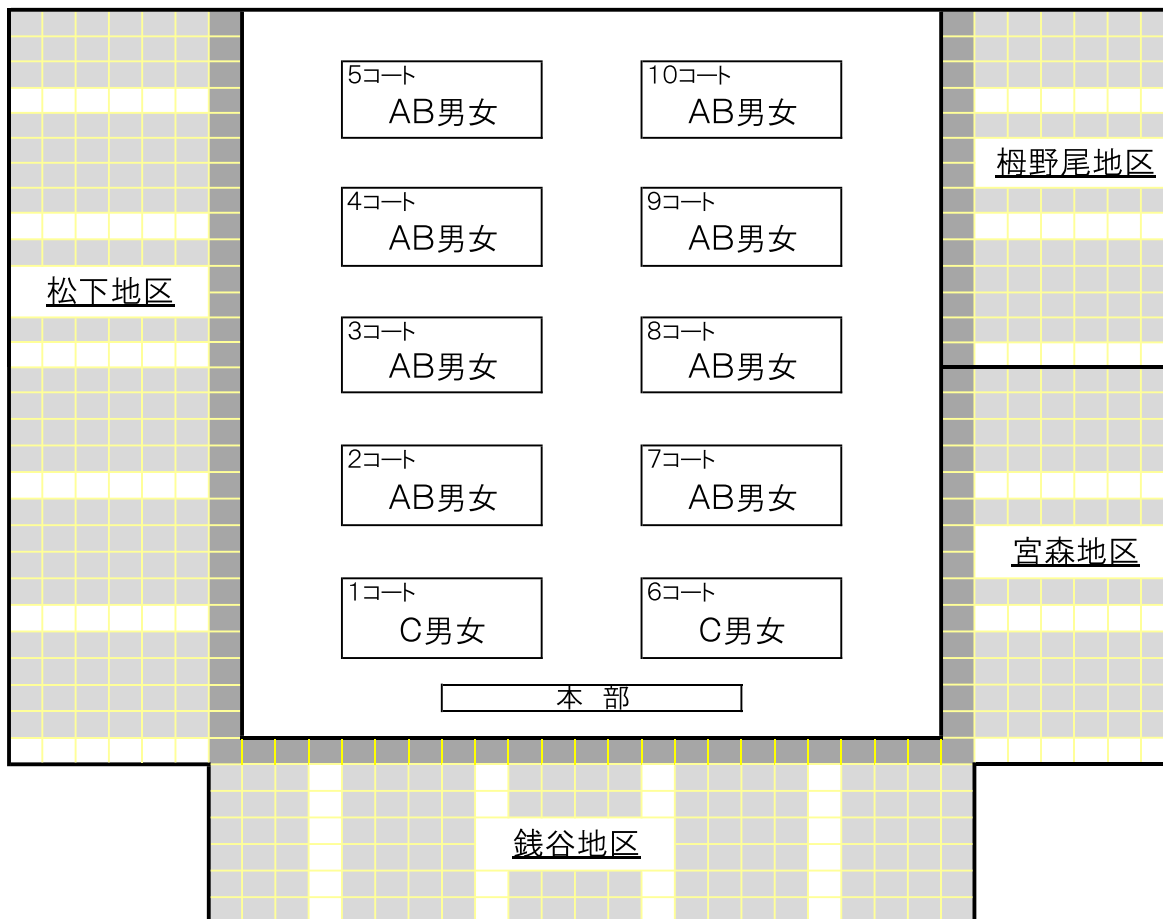 5コート
AB男女
10コート
AB男女
栂野尾地区
4コート
AB男女
9コート
AB男女
松下地区
3コート
AB男女
8コート
AB男女
2コート
AB男女
7コート
AB男女
宮森地区
1コート
C男女
6コート
C男女
本 部
銭谷地区